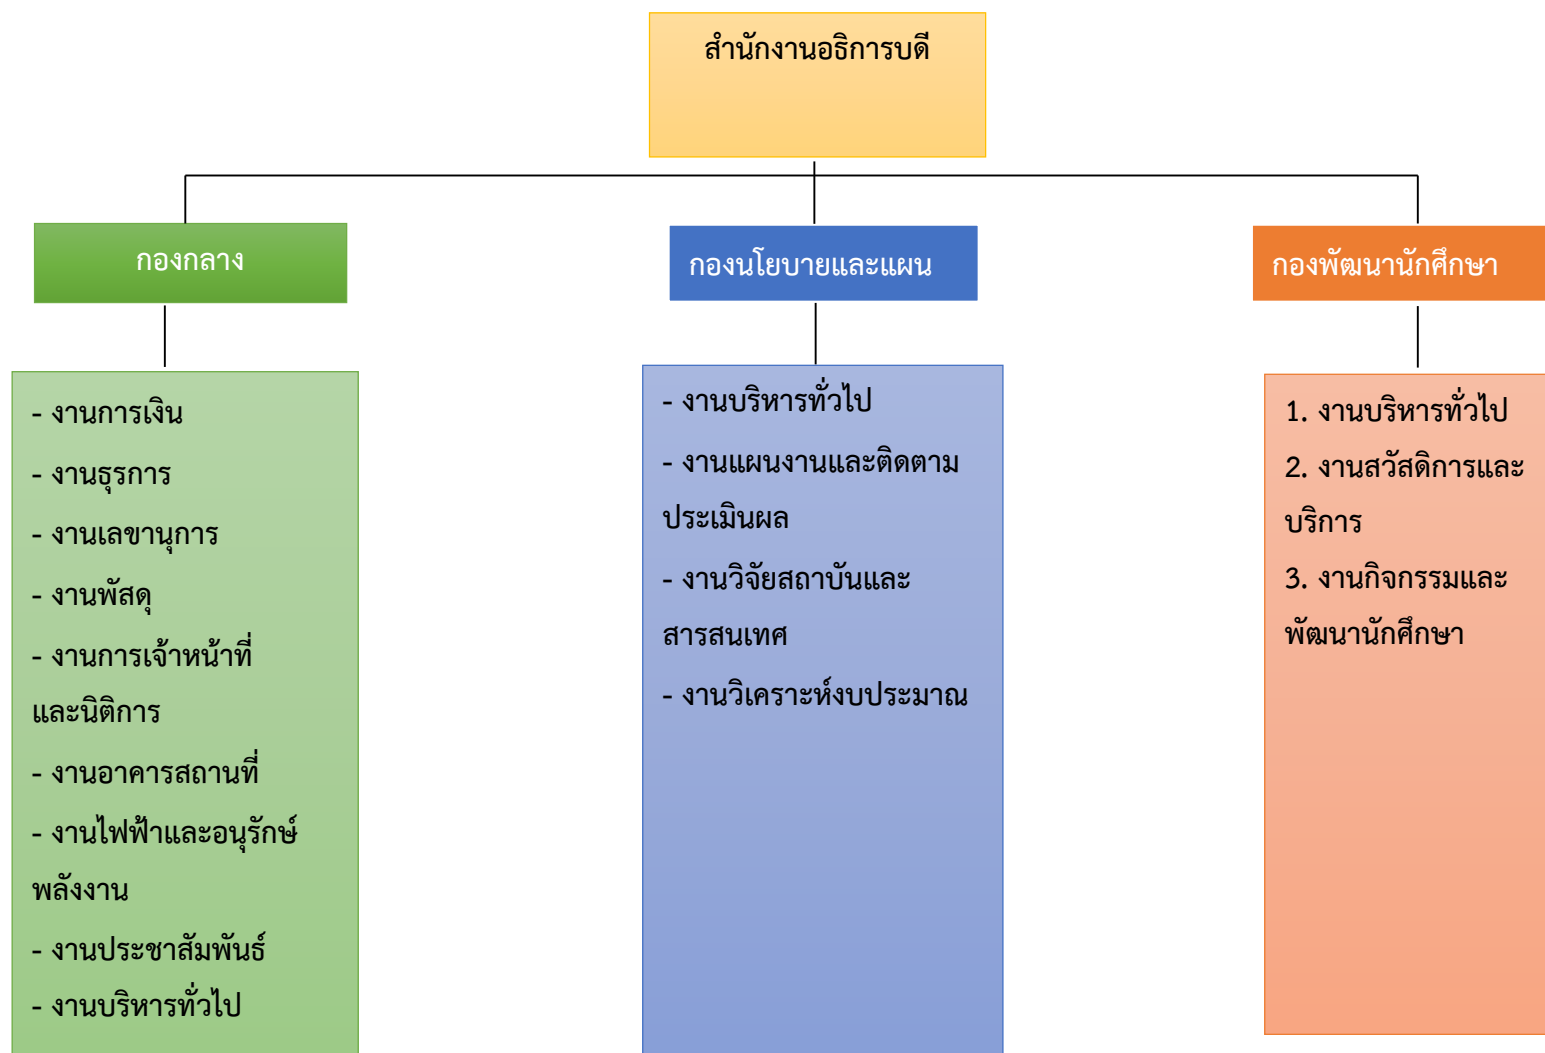 สำนักงานอธิการบดี
กองกลาง
กองนโยบายและแผน
กองพัฒนานักศึกษา
- งานการเงิน
- งานธุรการ
- งานเลขานุการ
- งานพัสดุ
- งานการเจ้าหน้าที่
และนิติการ
- งานอาคารสถานที่
- งานไฟฟ้าและอนุรักษ์
พลังงาน
- งานประชาสัมพันธ์
- งานบริหารทั่วไป
- งานบริหารทั่วไป
- งานแผนงานและติดตาม
ประเมินผล
- งานวิจัยสถาบันและ
สารสนเทศ
- งานวิเคราะห์งบประมาณ
1. งานบริหารทั่วไป
2. งานสวัสดิการและ
บริการ
3. งานกิจกรรมและ
พัฒนานักศึกษา